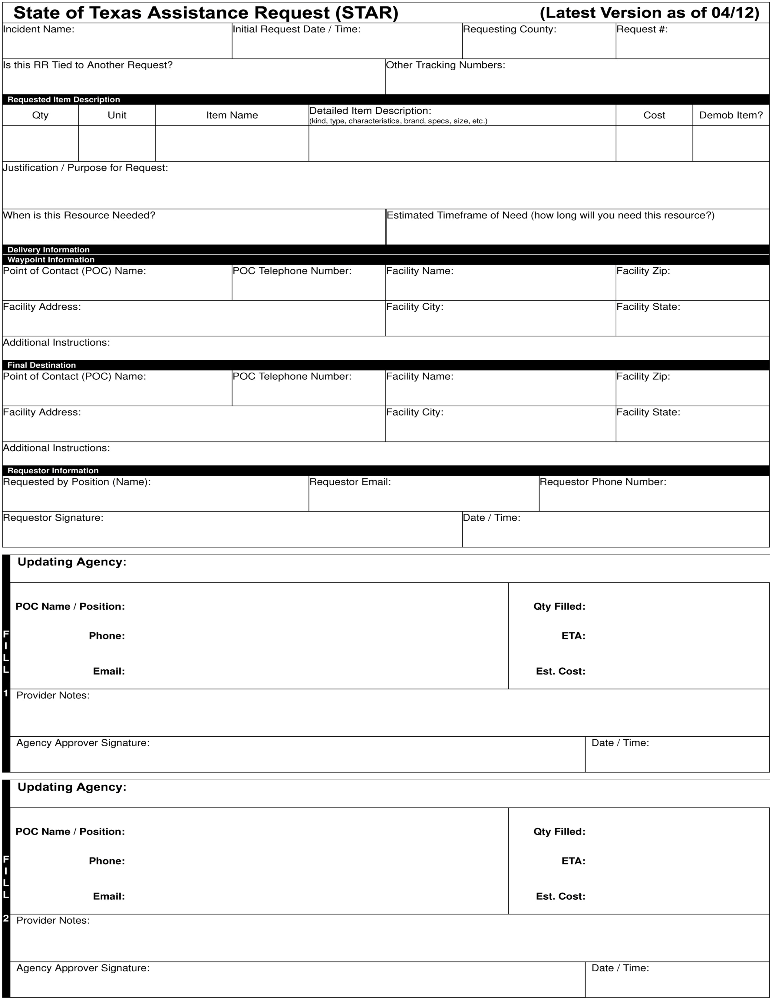 State of Texas Assistance Request (STAR) (Latest Version as of 04/12)
Incident Name: Initial Request Date / Time: Requesting County: Request #:
Is this RR Tied to Another Request? Other Tracking Numbers:
Requested Item Description
Qty Unit Item Name Detailed Item Description: Cost Demob Item?
(kind, type, characteristics, brand, specs, size, etc.)
Justification / Purpose for Request:
When is this Resource Needed? Estimated Timeframe of Need (how long will you need this resource?)
Delivery Information
Waypoint Information
Point of Contact (POC) Name: POC Telephone Number: Facility Name: Facility Zip:
Facility Address: Facility City: Facility State:
Additional Instructions:
Final Destination
Point of Contact (POC) Name: POC Telephone Number: Facility Name: Facility Zip:
Facility Address: Facility City: Facility State:
Additional Instructions:
Requestor Information
Requested by Position (Name): Requestor Email: Requestor Phone Number:
Requestor Signature: Date / Time:
FILL 1
Updating Agency:
POC Name / Position: Qty Filled:
Phone: ETA:
Email: Est. Cost:
Provider Notes:
Agency Approver Signature: Date / Time:
FILL 2
Updating Agency:
POC Name / Position: Qty Filled:
Phone: ETA:
Email: Est. Cost:
Provider Notes:
Agency Approver Signature: Date / Time: